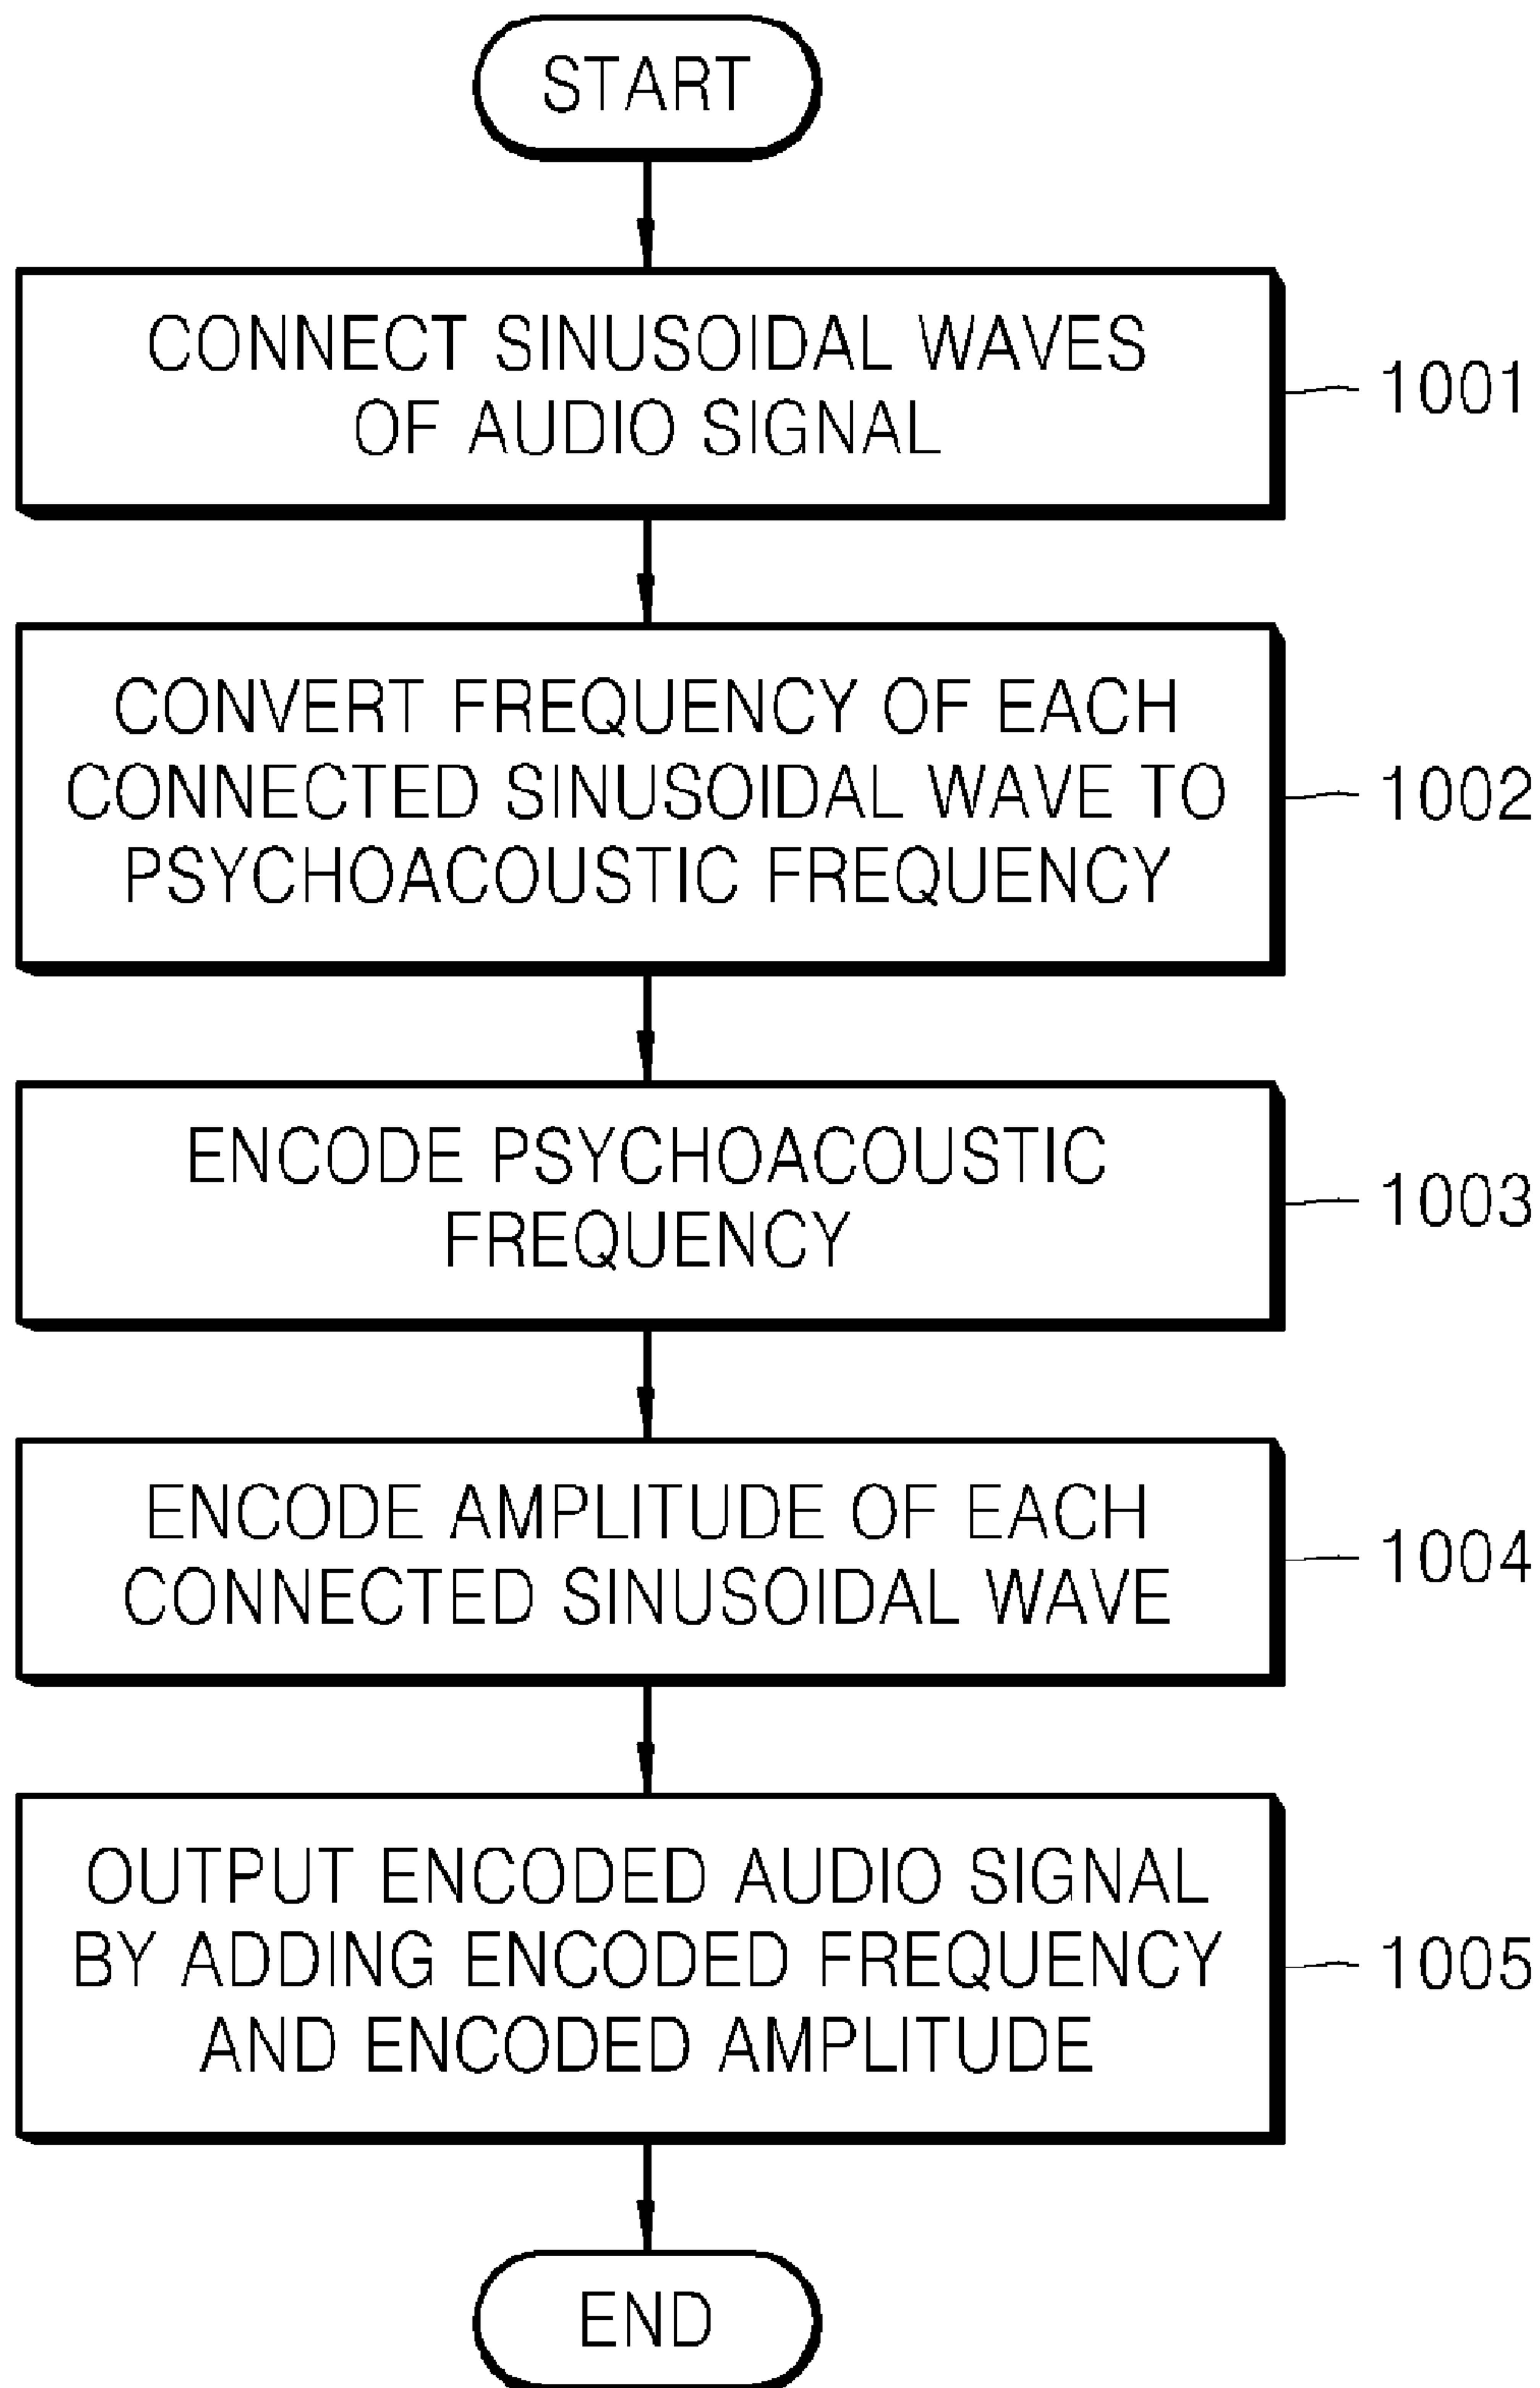 START
CONNECT SINUSOIDAL WAVES
OF AUDIO SIGNAL
1001
CONVERT FREQUENCY OF EACH
CONNECTED SINUSOIDAL WAVE TO
PSYCHOACOUSTIC FREQUENCY
1002
ENCODE PSYCHOACOUSTIC
FREQUENCY
1003
ENCODE AMPLITUDE OF EACH
CONNECTED SINUSOIDAL WAVE
1004
OUTPUT ENCODED AUDIO SIGNAL
BY ADDING ENCODED FREQUENCY
AND ENCODED AMPLITUDE
1005
END